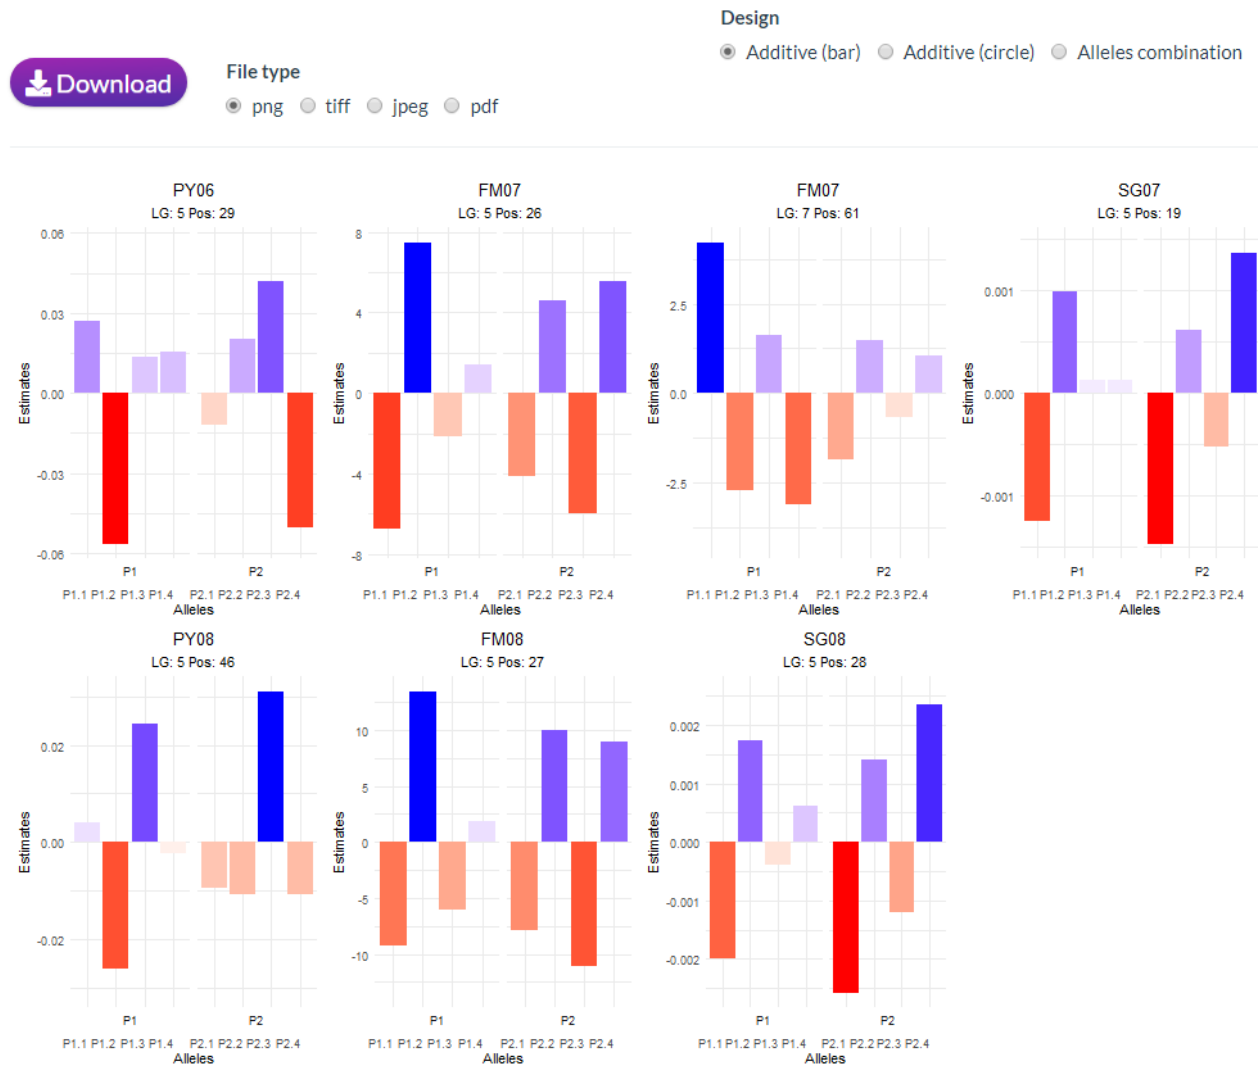 Design
Additive (bar) Additive (circle) Alleles combination
Download
File type
png tiff jpeg pdf
PY06
LG: 5 Pos: 29
0.06
0.03
0.00
-0.03
-0.06
Estimates
P1 P2
P1.1 P1.2 P1.3 P1.4 P2.1 P2.2 P2.3 P2.4
Alleles
FM07
LG: 5 Pos: 26
8
4
0
-4
-8
Estimates
P1 P2
P1.1 P1.2 P1.3 P1.4 P2.1 P2.2 P2.3 P2.4
Alleles
FM07
LG: 7 Pos: 61
2.5
0.0
-2.5
Estimates
P1 P2
P1.1 P1.2 P1.3 P1.4 P2.1 P2.2 P2.3 P2.4
Alleles
SG07
LG: 5 Pos: 19
0.001
0.000
-0.001
Estimates
P1 P2
P1.1 P1.2 P1.3 P1.4 P2.1 P2.2 P2.3 P2.4
Alleles
PY08
LG: 5 Pos: 46
0.02
0.00
-0.02
Estimates
P1 P2
P1.1 P1.2 P1.3 P1.4 P2.1 P2.2 P2.3 P2.4
Alleles
FM08
LG: 5 Pos: 27
10
5
0
-5
-10
Estimates
P1 P2
P1.1 P1.2 P1.3 P1.4 P2.1 P2.2 P2.3 P2.4
Alleles
SG08
LG: 5 Pos: 28
0.002
0.001
0.000
-0.001
-0.002
Estimates
P1 P2
P1.1 P1.2 P1.3 P1.4 P2.1 P2.2 P2.3 P2.4
Alleles